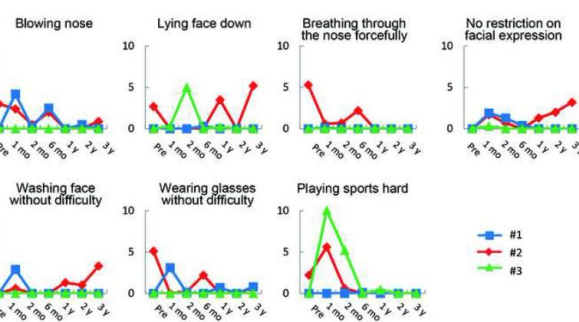 Blowing nose
Lying face down
Breathing through
the nose forcefully
No restriction on
facial expression
10
5
0
10
5
0
10
5
0
Pre 1 mo 2 mo 6 mo 1 y 2 y 3 y
Pre 1 mo 2 mo 6 mo 1 y 2 y 3 y
Pre 1 mo 2 mo 6 mo 1 y 2 y 3 y
Pre 1 mo 2 mo 6 mo 1 y 2 y 3 y
Washing face
without difficulty
Wearing glasses
without difficulty
Playing sports hard
10
5
0
10
5
0
Pre 1 mo 2 mo 6 mo 1 y 2 y 3 y
Pre 1 mo 2 mo 6 mo 1 y 2 y 3 y
Pre 1 mo 2 mo 6 mo 1 y 2 y 3 y
#1
#2
#3